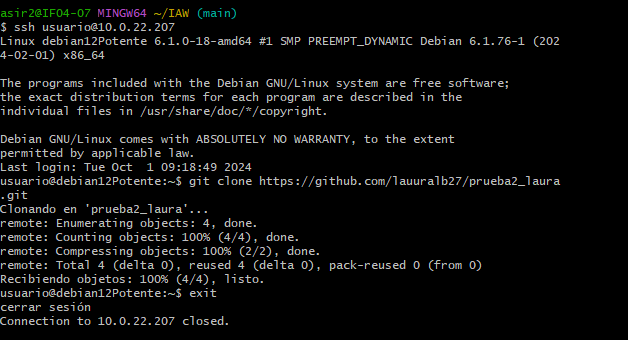 asir2@IFO4-07 MINGW64 ~/IAW (main)
$ ssh usuario@10.0.22.207
Linux debian12Potente 6.1.0-18-amd64 #1 SMP PREEMPT_DYNAMIC Debian 6.1.76-1 (202
4-02-01) x86_64

The programs included with the Debian GNU/Linux system are free software;
the exact distribution terms for each program are described in the
individual files in /usr/share/doc/*/copyright.

Debian GNU/Linux comes with ABSOLUTELY NO WARRANTY, to the extent
permitted by applicable law.
Last login: Tue Oct  1 09:18:49 2024
usuario@debian12Potente:~$ git clone https://github.com/lauuralb27/prueba2_laura
.git
Clonando en 'prueba2_laura'...
remote: Enumerating objects: 4, done.
remote: Counting objects: 100% (4/4), done.
remote: Compressing objects: 100% (2/2), done.
remote: Total 4 (delta 0), reused 4 (delta 0), pack-reused 0 (from 0)
Recibiendo objetos: 100% (4/4), listo.
usuario@debian12Potente:~$ exit
cerrar sesión
Connection to 10.0.22.207 closed.